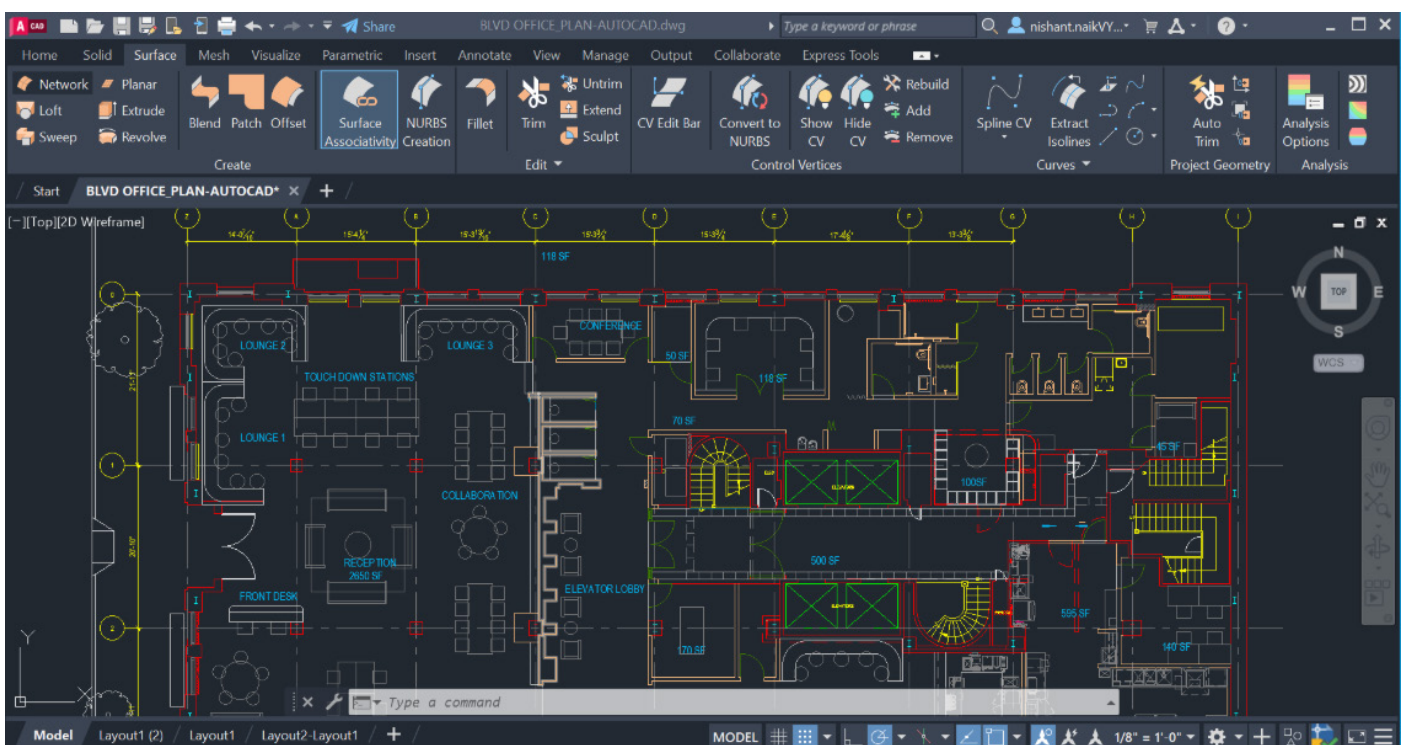 A CAD Share BLVD OFFICE_PLAN-AUTOCAD.dwg Type a keyword or phrase nishant.naikVY...
Home Solid Surface Mesh Visualize Parametric Insert Annotate View Manage Output Collaborate Express Tools
Network Planar Untrim Rebuild
Loft Extrude Extend Add
Sweep Revolve Sculpt Remove
Blend Patch Offset Surface Associativity NURBS Creation Fillet Trim CV Edit Bar Convert to NURBS Show CV Hide CV Spline CV Extract Isolines Auto Trim Analysis Options
Create Edit Control Vertices Curves Project Geometry Analysis
Start BLVD OFFICE_PLAN-AUTOCAD* × +
[−][Top][2D Wireframe]
118 SF
N
W TOP E
S
WCS
CONFERENCE
LOUNGE 2 LOUNGE 3
50 SF
TOUCH DOWN STATIONS 118 SF
70 SF
LOUNGE 1
100SF
COLLABORATION
500 SF
RECEPTION
2650 SF
ELEVATOR LOBBY
FRONT DESK
595 SF
140 SF
170 SF
Y
X
Type a command
Model Layout1 (2) Layout1 Layout2-Layout1 + MODEL 1/8" = 1'-0"